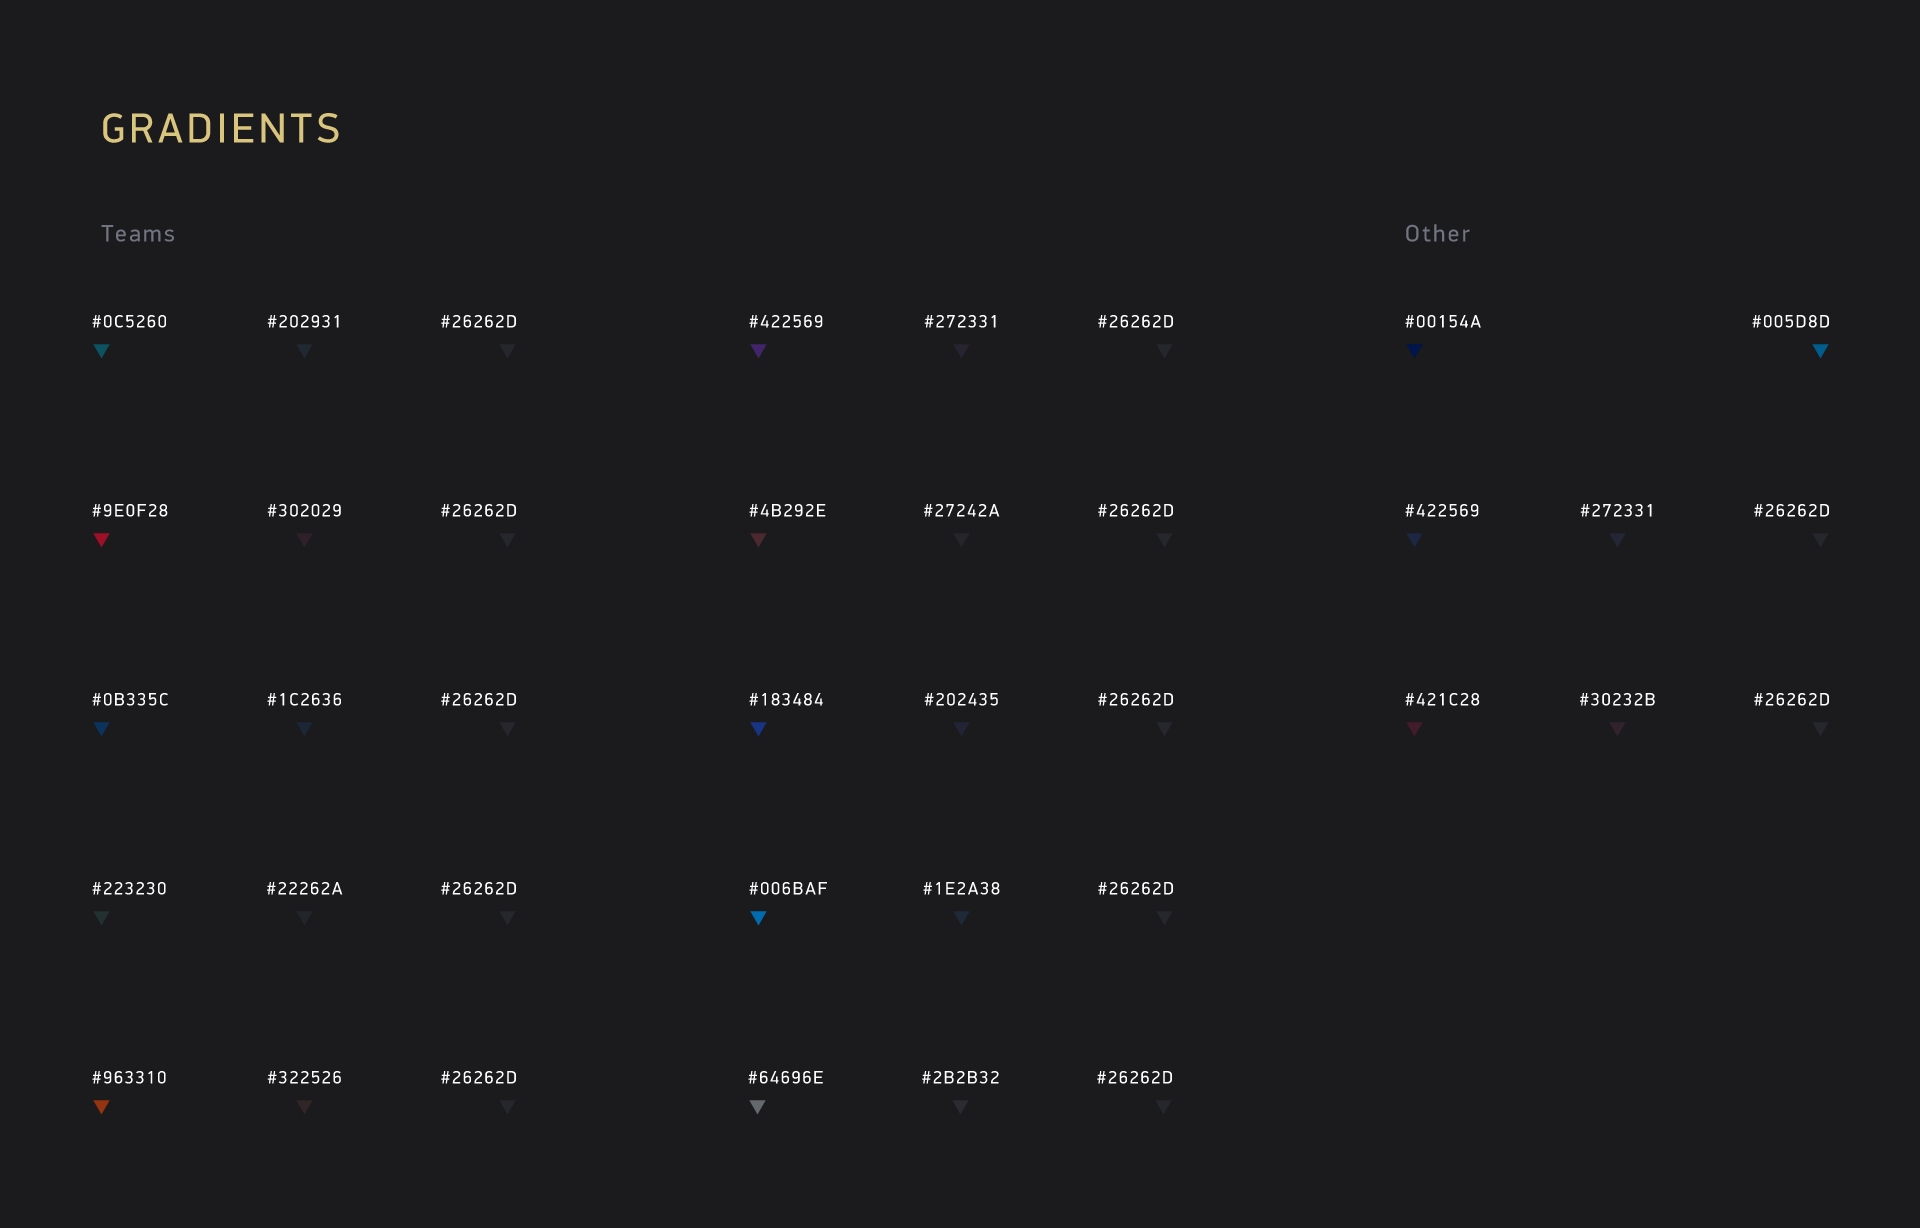 GRADIENTS
Teams
Other
#0C5260 #202931 #26262D #422569 #272331 #26262D #00154A #005D8D
#9E0F28 #302029 #26262D #4B292E #27242A #26262D #422569 #272331 #26262D
#0B335C #1C2636 #26262D #183484 #202435 #26262D #421C28 #30232B #26262D
#223230 #22262A #26262D #006BAF #1E2A38 #26262D
#963310 #322526 #26262D #64696E #2B2B32 #26262D